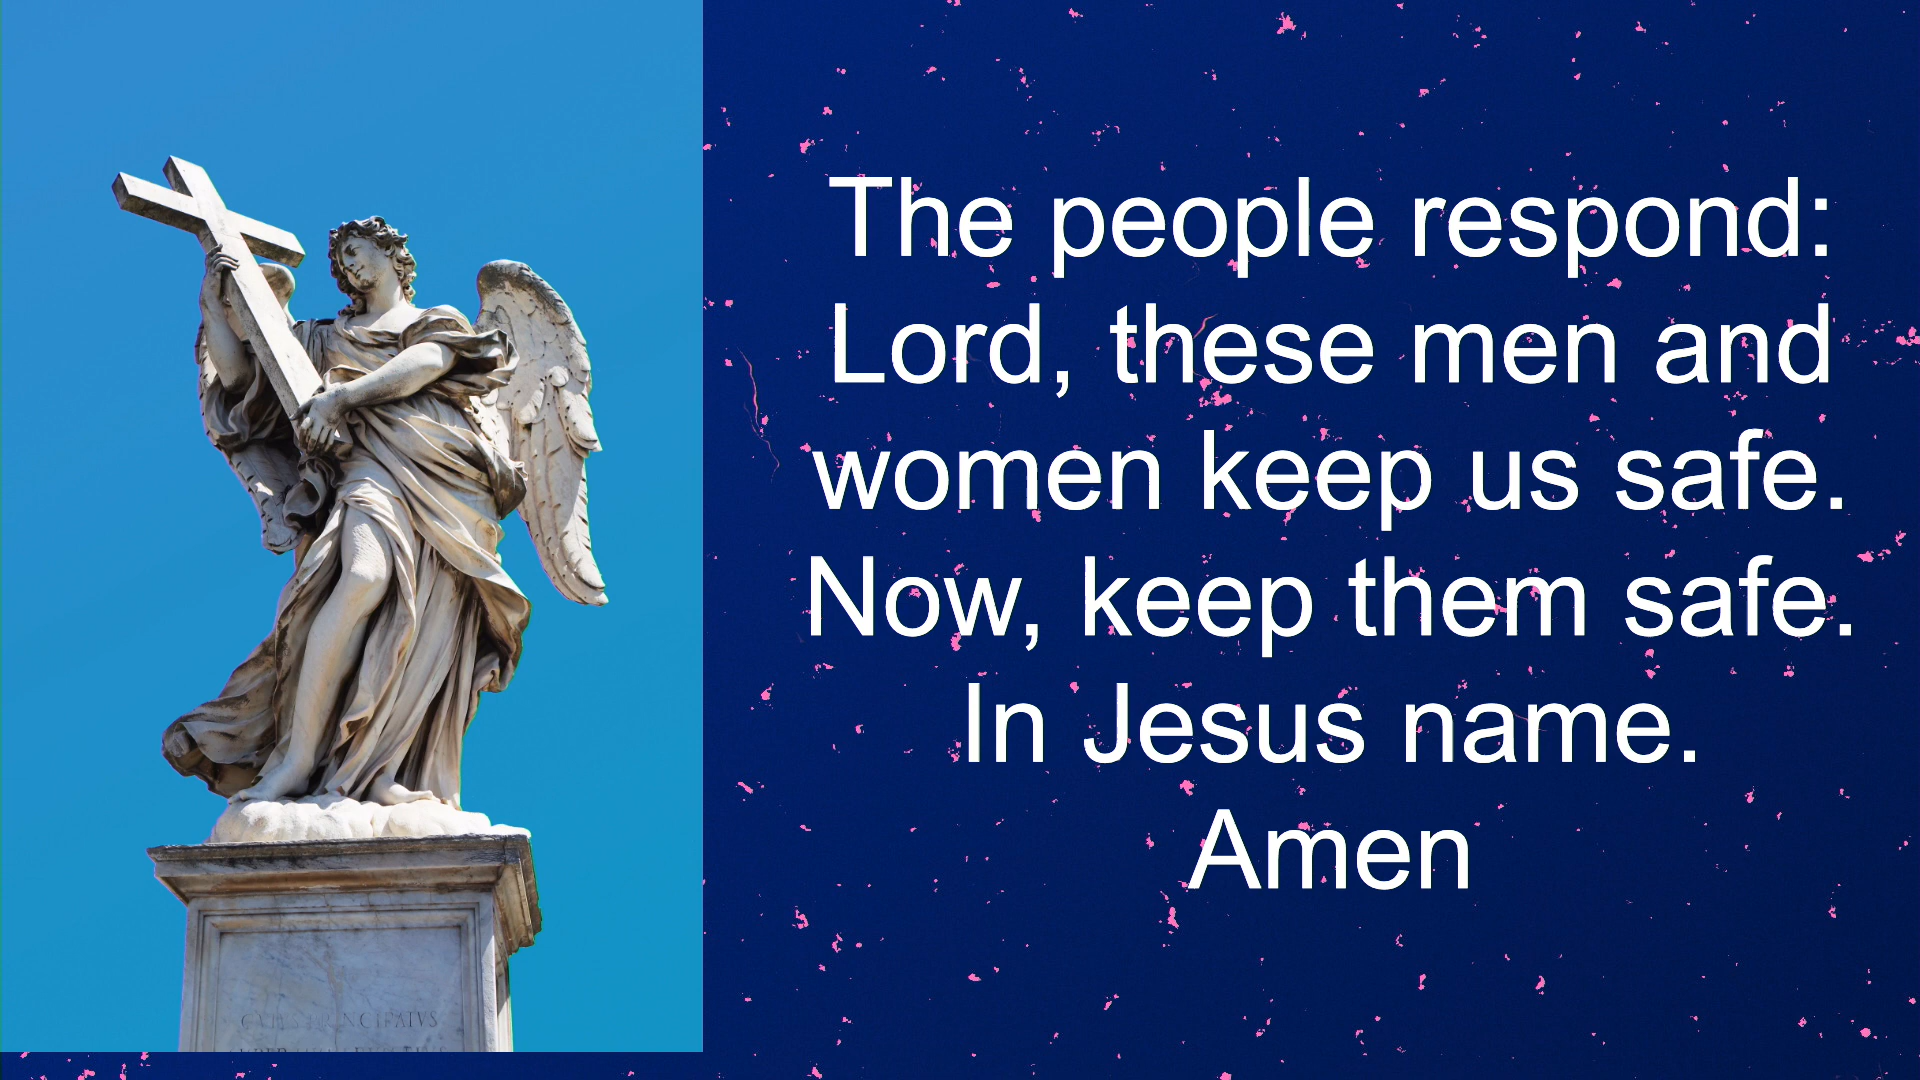 The people respond:
Lord, these men and
women keep us safe.
Now, keep them safe.
In Jesus name.
Amen